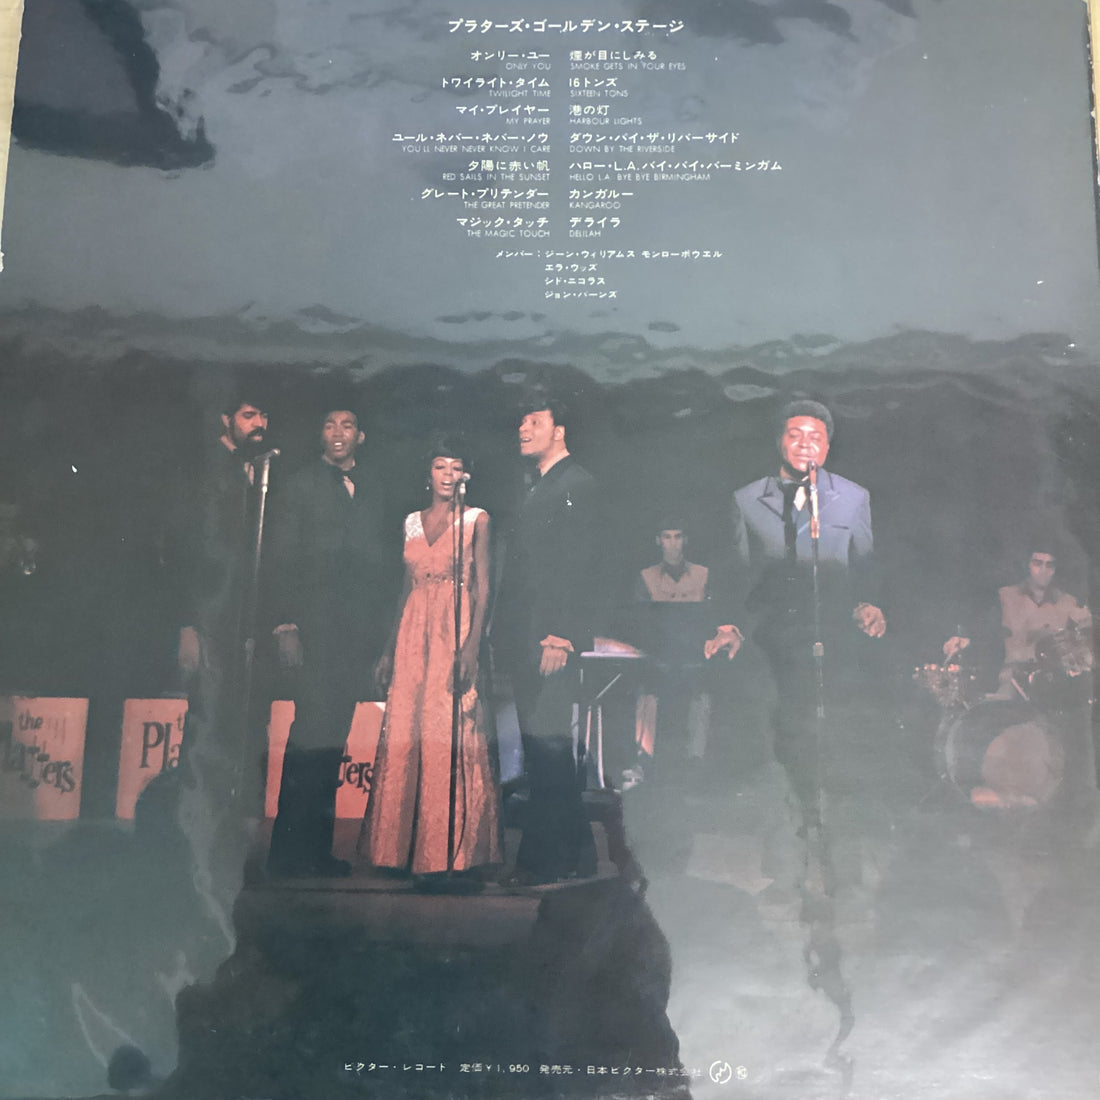 プラターズ・ゴールデン・ステージ
オンリー・ユー
ONLY YOU
トワイライト・タイム
TWILIGHT TIME
マイ・プレイヤー
MY PRAYER
ユール・ネバー・ネバー・ノウ
YOU'LL NEVER NEVER KNOW I CARE
夕陽に赤い帆
RED SAILS IN THE SUNSET
グレート・プリテンダー
THE GREAT PRETENDER
マジック・タッチ
THE MAGIC TOUCH
煙が目にしみる
SMOKE GETS IN YOUR EYES
16トンズ
SIXTEEN TONS
港の灯
HARBOUR LIGHTS
ダウン・バイ・ザ・リバーサイド
DOWN BY THE RIVERSIDE
ハロー・L.A.バイ・バイ・バーミンガム
HELLO L.A. BYE BYE BIRMINGHAM
カンガルー
KANGAROO
デライラ
DELILAH
メンバー：ジーン・ウィリアムス モンローポウエル
エラ・ウッズ
シド・ニコラス
ジョン・バーンズ
the
Platters
the
Pla
tters
ビクター・レコード 定価￥1,950 発売元・日本ビクター株式会社